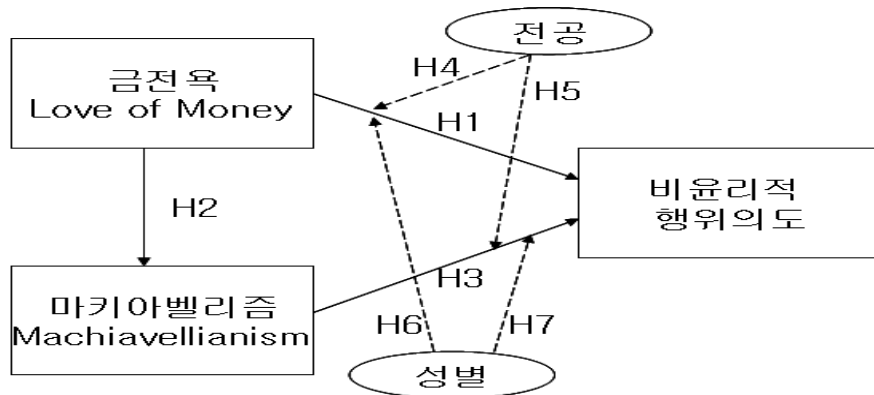 전공
금전욕
Love of Money
H4
H5
H1
비윤리적
행위의도
H2
H3
마키아벨리즘
Machiavellianism
H6
H7
성별